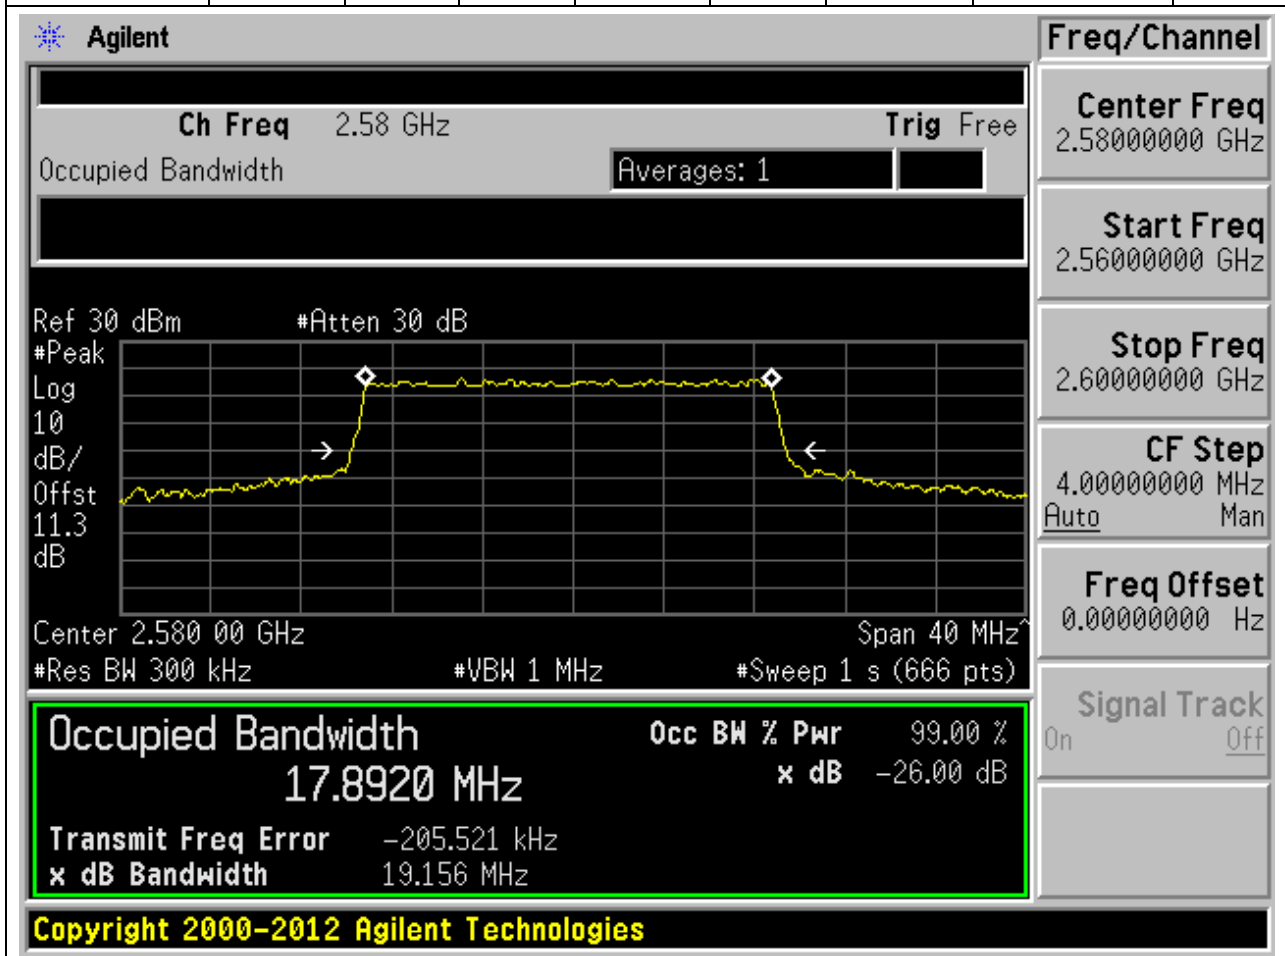 Agilent
Freq/Channel
Ch Freq 2.58 GHz Trig Free
Occupied Bandwidth Averages: 1
Center Freq
2.58000000 GHz
Start Freq
2.56000000 GHz
Stop Freq
2.60000000 GHz
CF Step
4.00000000 MHz
Auto Man
Freq Offset
0.00000000 Hz
Signal Track
On Off
Ref 30 dBm #Atten 30 dB
#Peak
Log
10
dB/
Offst
11.3
dB
Center 2.580 00 GHz Span 40 MHz^
#Res BW 300 kHz #VBW 1 MHz #Sweep 1 s (666 pts)
Occupied Bandwidth Occ BW % Pwr 99.00 %
17.8920 MHz x dB -26.00 dB
Transmit Freq Error -205.521 kHz
x dB Bandwidth 19.156 MHz
Copyright 2000-2012 Agilent Technologies